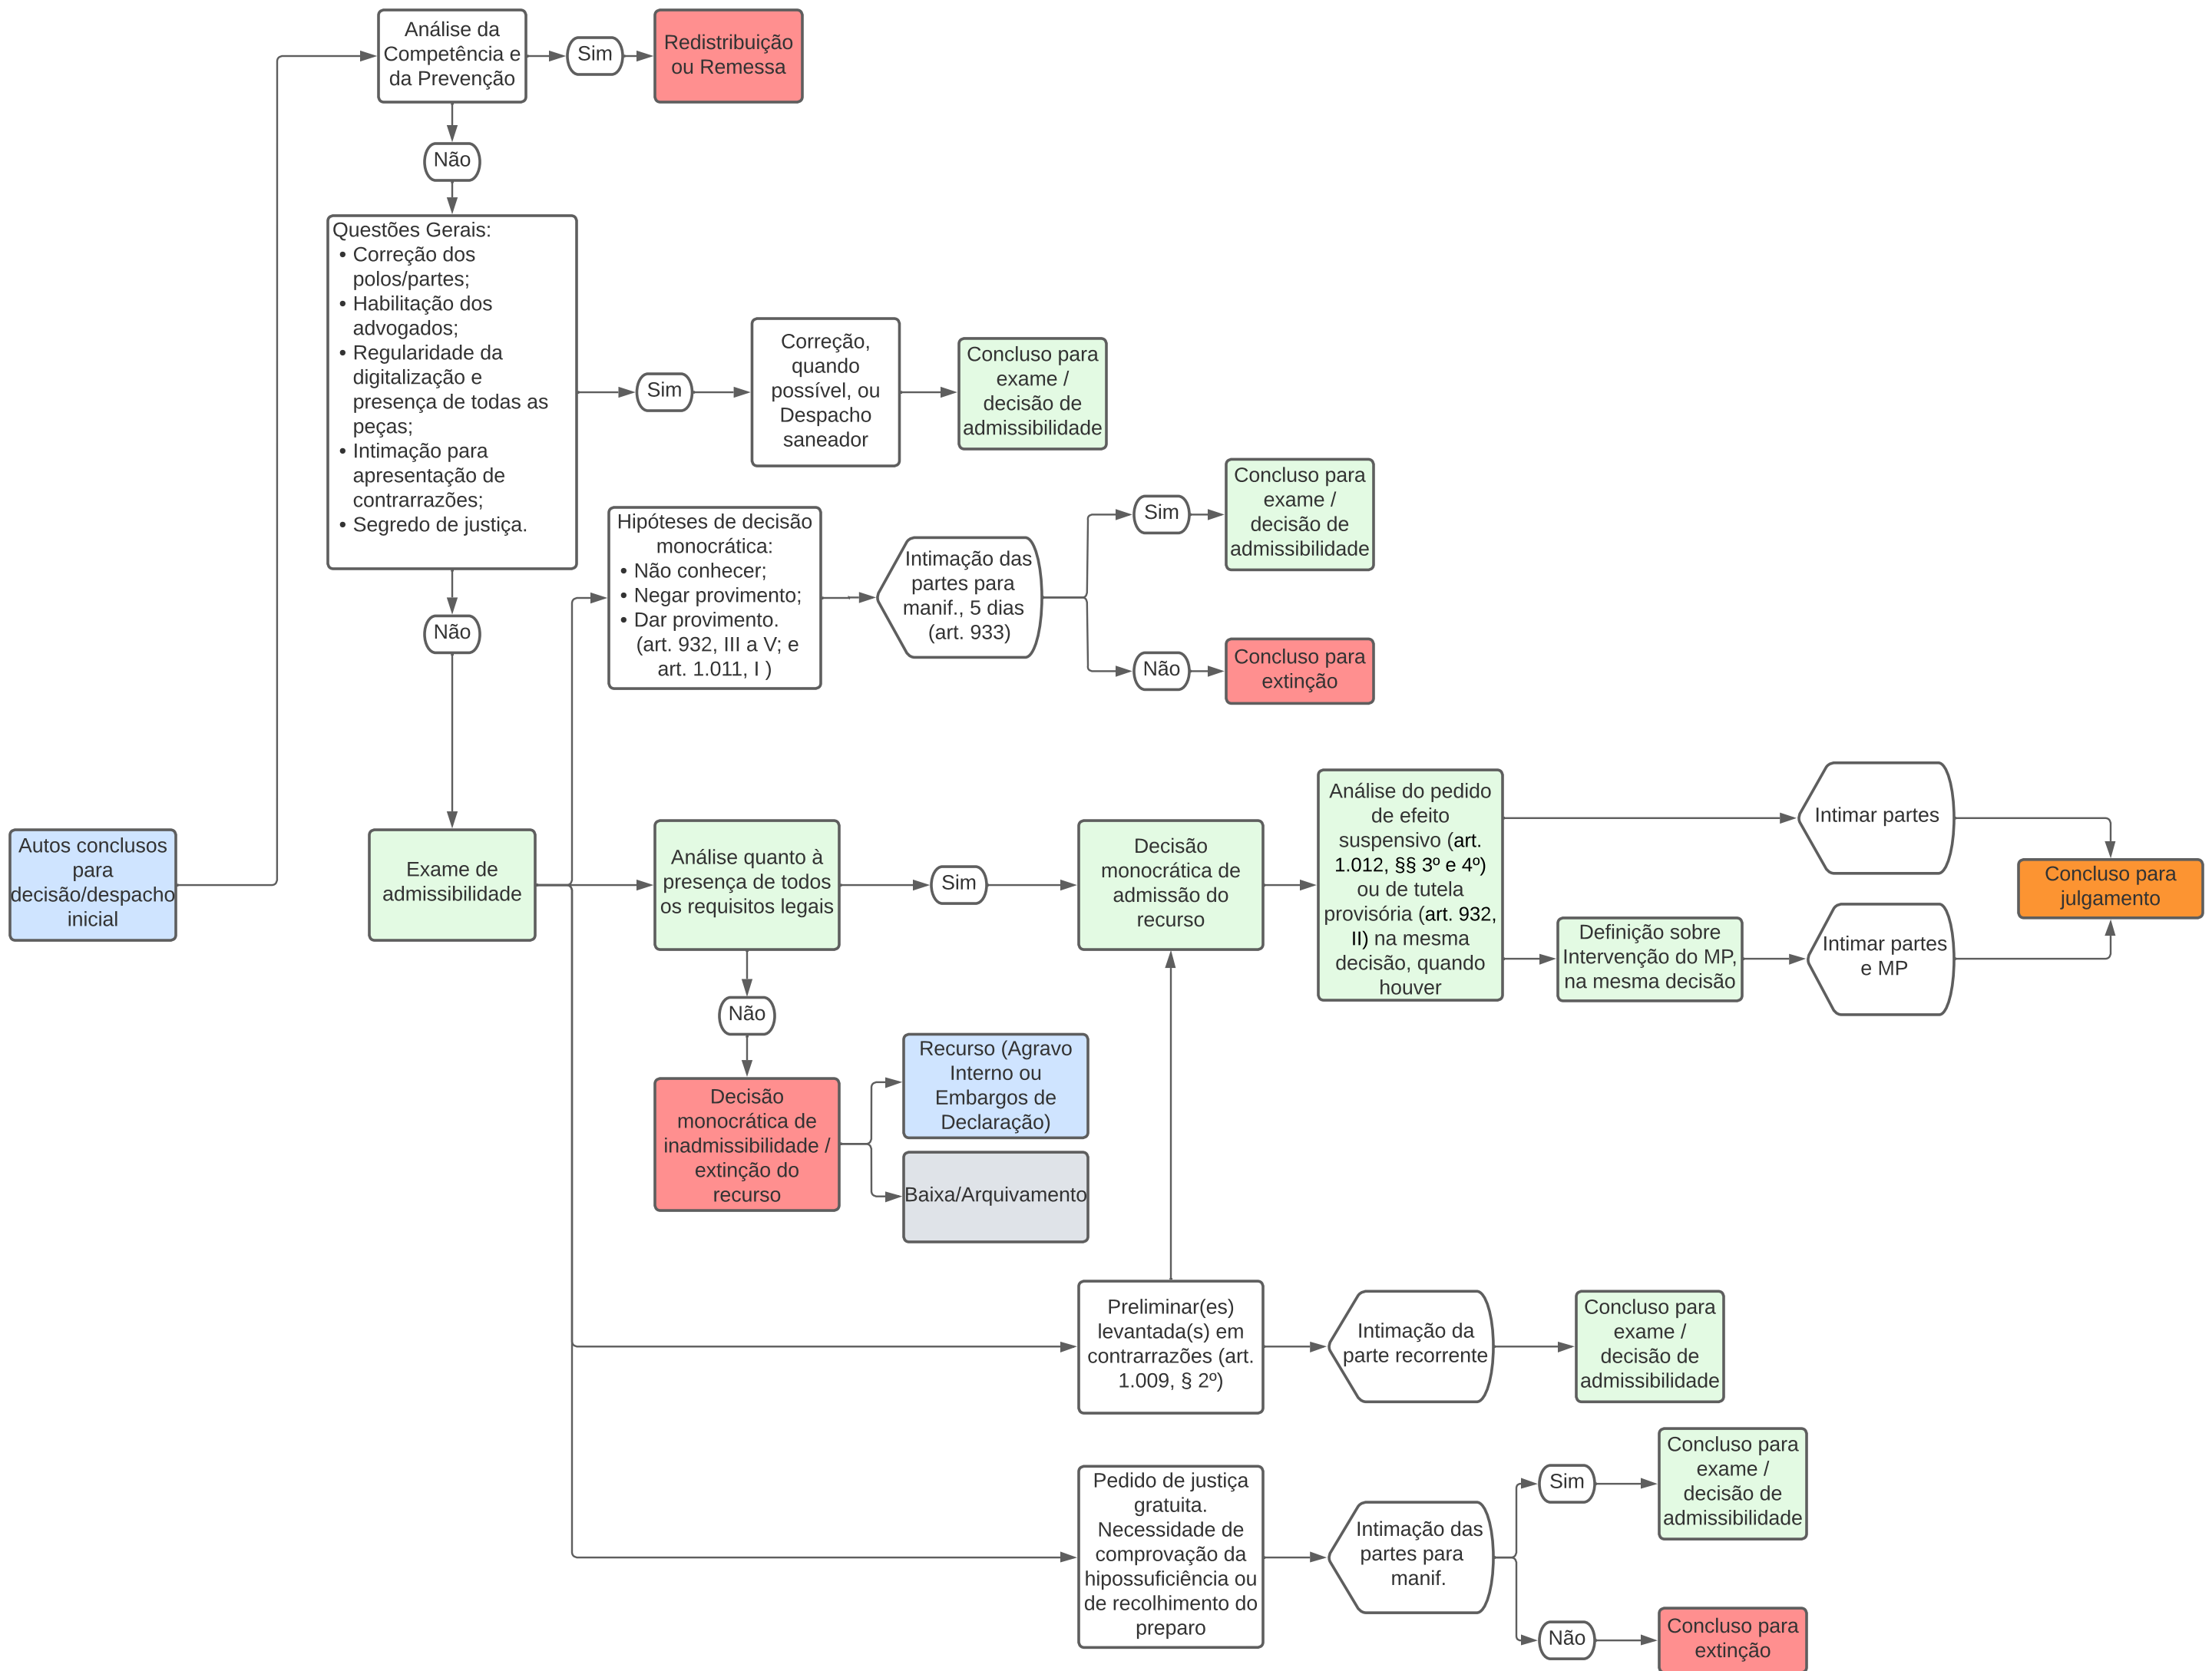 Análise da
Competência e
da Prevenção
Sim
Redistribuição
ou Remessa
Não
Questões Gerais:
• Correção dos
polos/partes;
• Habilitação dos
advogados;
• Regularidade da
digitalização e
presença de todas as
peças;
• Intimação para
apresentação de
contrarrazões;
• Segredo de justiça.
Sim
Correção,
quando
possível, ou
Despacho
saneador
Concluso para
exame /
decisão de
admissibilidade
Não
Hipóteses de decisão
monocrática:
• Não conhecer;
• Negar provimento;
• Dar provimento.
(art. 932, III a V; e
art. 1.011, I )
Intimação das
partes para
manif., 5 dias
(art. 933)
Sim
Concluso para
exame /
decisão de
admissibilidade
Não
Concluso para
extinção
Autos conclusos
para
decisão/despacho
inicial
Exame de
admissibilidade
Análise quanto à
presença de todos
os requisitos legais
Sim
Decisão
monocrática de
admissão do
recurso
Análise do pedido
de efeito
suspensivo (art.
1.012, §§ 3º e 4º)
ou de tutela
provisória (art. 932,
II) na mesma
decisão, quando
houver
Intimar partes
Definição sobre
Intervenção do MP,
na mesma decisão
Intimar partes
e MP
Concluso para
julgamento
Não
Decisão
monocrática de
inadmissibilidade /
extinção do
recurso
Recurso (Agravo
Interno ou
Embargos de
Declaração)
Baixa/Arquivamento
Preliminar(es)
levantada(s) em
contrarrazões (art.
1.009, § 2º)
Intimação da
parte recorrente
Concluso para
exame /
decisão de
admissibilidade
Pedido de justiça
gratuita.
Necessidade de
comprovação da
hipossuficiência ou
de recolhimento do
preparo
Intimação das
partes para
manif.
Sim
Concluso para
exame /
decisão de
admissibilidade
Não
Concluso para
extinção